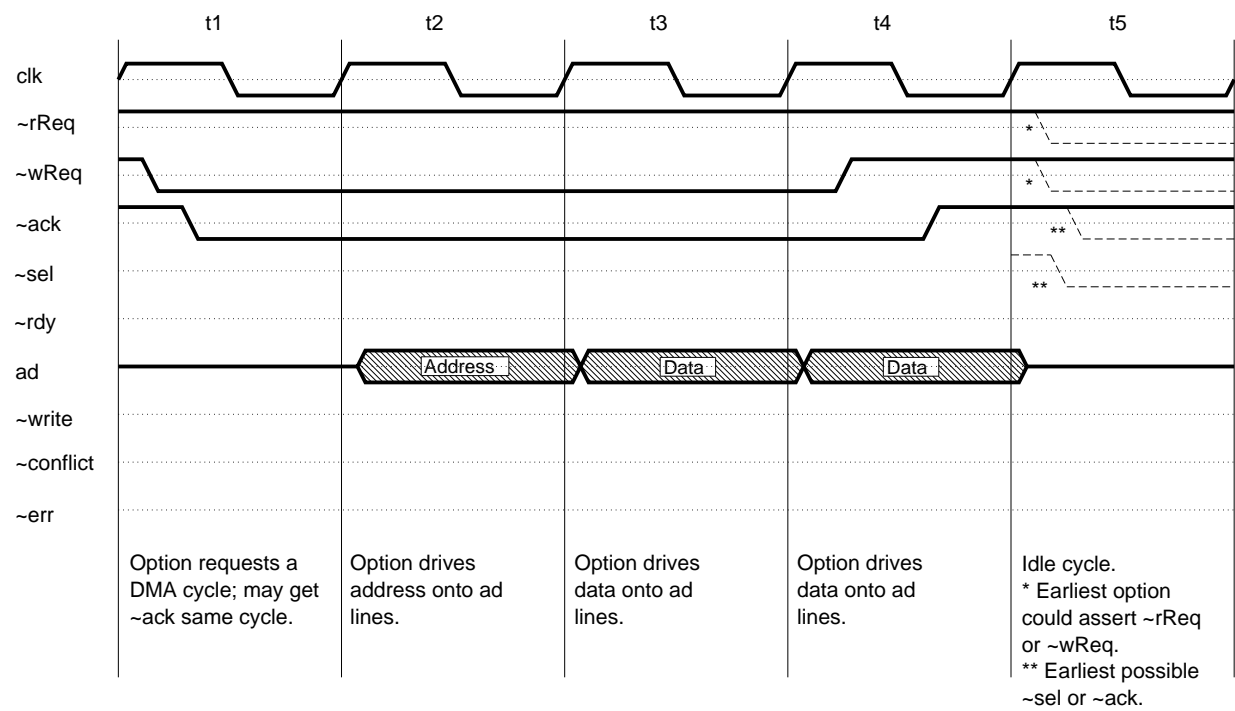 t1 t2 t3 t4 t5
clk
~rReq
*
~wReq
*
~ack
**
~sel
**
~rdy
ad
Address Data Data
~write
~conflict
~err
Option requests a
DMA cycle; may get
~ack same cycle.
Option drives
address onto ad
lines.
Option drives
data onto ad
lines.
Option drives
data onto ad
lines.
Idle cycle.
* Earliest option
could assert ~rReq
or ~wReq.
** Earliest possible
~sel or ~ack.